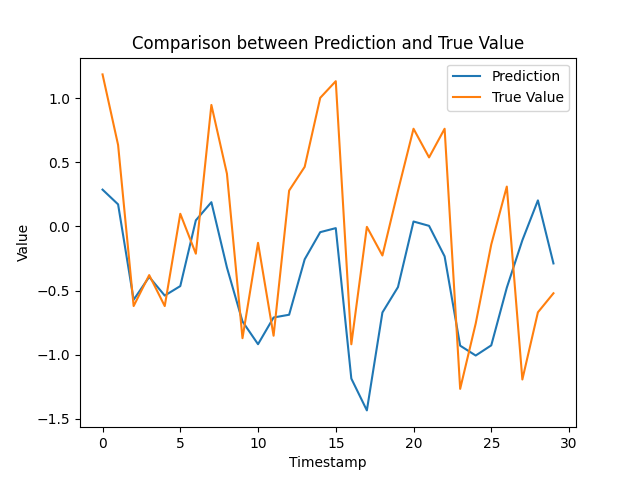 Comparison between Prediction and True Value
Prediction
True Value
1.0
0.5
0.0
−0.5
−1.0
−1.5
Value
0 5 10 15 20 25 30
Timestamp